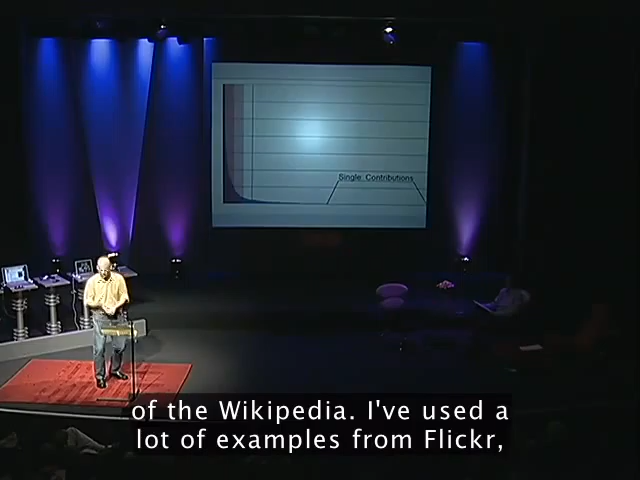 Single Contributions
of the Wikipedia. I've used a
lot of examples from Flickr,